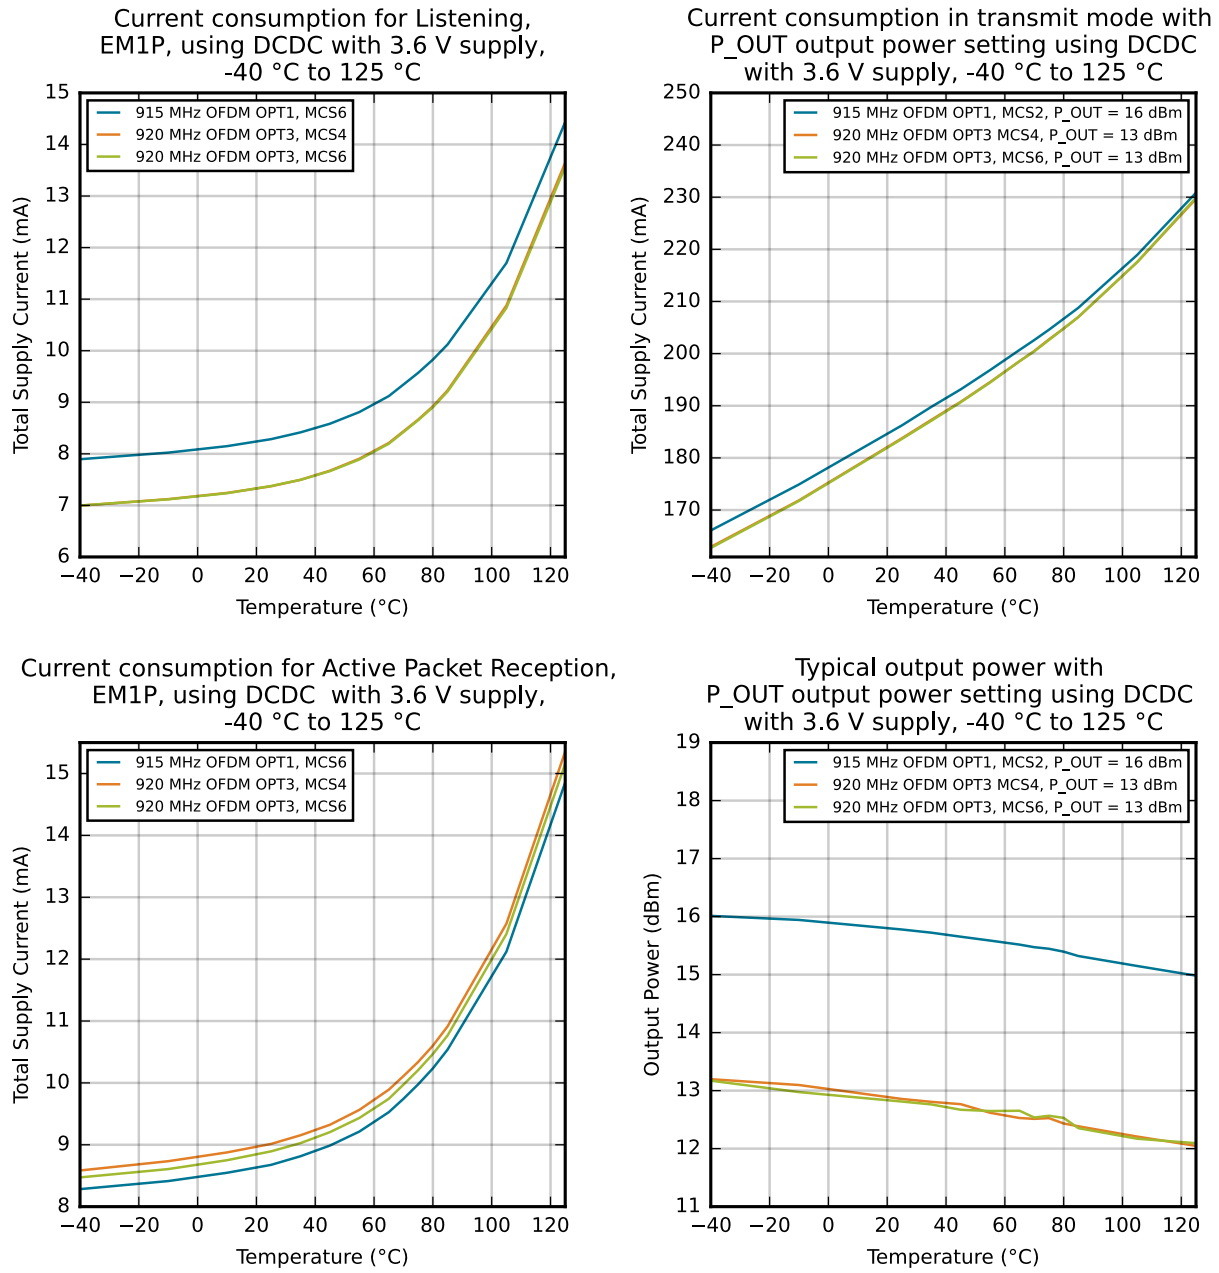 Current consumption for Listening,
EM1P, using DCDC with 3.6 V supply,
-40 °C to 125 °C
15
14
13
12
11
10
9
8
7
6
Total Supply Current (mA)
915 MHz OFDM OPT1, MCS6
920 MHz OFDM OPT3, MCS4
920 MHz OFDM OPT3, MCS6
−40 −20 0 20 40 60 80 100 120
Temperature (°C)
Current consumption in transmit mode with
P_OUT output power setting using DCDC
with 3.6 V supply, -40 °C to 125 °C
250
240
230
220
210
200
190
180
170
Total Supply Current (mA)
915 MHz OFDM OPT1, MCS2, P_OUT = 16 dBm
920 MHz OFDM OPT3 MCS4, P_OUT = 13 dBm
920 MHz OFDM OPT3, MCS6, P_OUT = 13 dBm
−40 −20 0 20 40 60 80 100 120
Temperature (°C)
Current consumption for Active Packet Reception,
EM1P, using DCDC  with 3.6 V supply,
-40 °C to 125 °C
15
14
13
12
11
10
9
8
Total Supply Current (mA)
915 MHz OFDM OPT1, MCS6
920 MHz OFDM OPT3, MCS4
920 MHz OFDM OPT3, MCS6
−40 −20 0 20 40 60 80 100 120
Temperature (°C)
Typical output power with
P_OUT output power setting using DCDC
with 3.6 V supply, -40 °C to 125 °C
19
18
17
16
15
14
13
12
11
Output Power (dBm)
915 MHz OFDM OPT1, MCS2, P_OUT = 16 dBm
920 MHz OFDM OPT3 MCS4, P_OUT = 13 dBm
920 MHz OFDM OPT3, MCS6, P_OUT = 13 dBm
−40 −20 0 20 40 60 80 100 120
Temperature (°C)